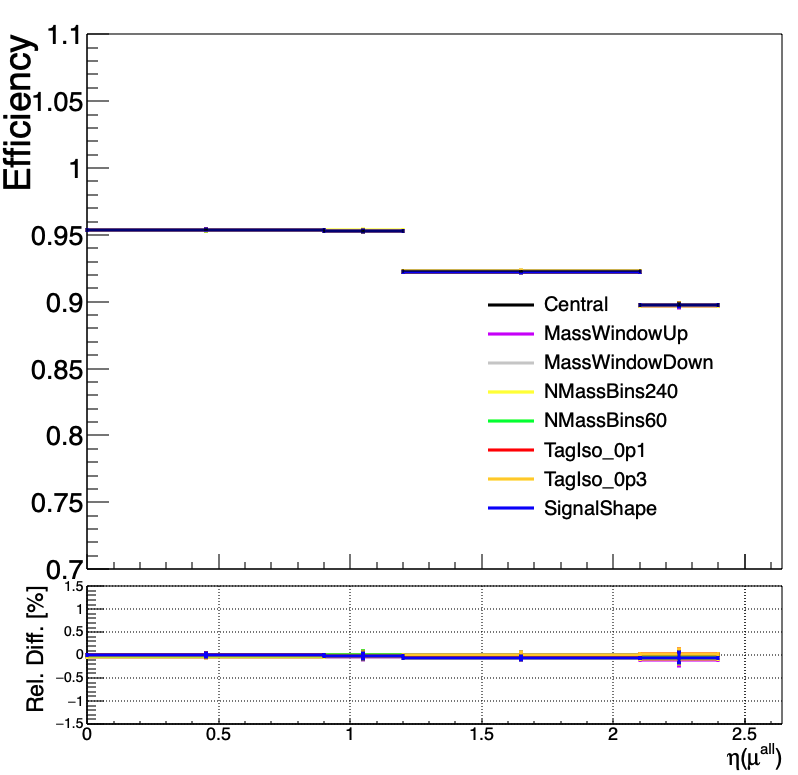 Efficiency
1.1
1.05
1
0.95
0.9
0.85
0.8
0.75
0.7
Central
MassWindowUp
MassWindowDown
NMassBins240
NMassBins60
TagIso_0p1
TagIso_0p3
SignalShape
Rel. Diff. [%]
1.5
1
0.5
0
−0.5
−1
−1.5
0 0.5 1 1.5 2 2.5
η(μ^all)